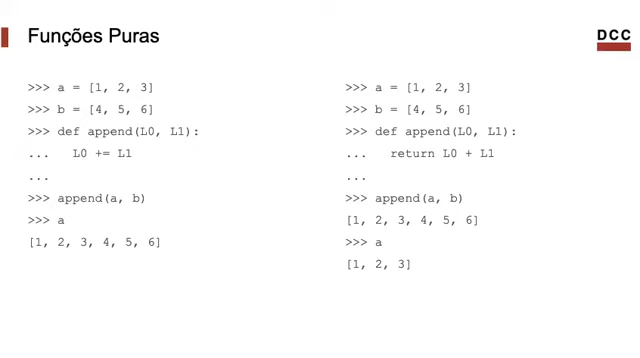 Funções Puras
DCC
>>> a = [1, 2, 3]
>>> b = [4, 5, 6]
>>> def append(L0, L1):
...   L0 += L1
...
>>> append(a, b)
>>> a
[1, 2, 3, 4, 5, 6]
>>> a = [1, 2, 3]
>>> b = [4, 5, 6]
>>> def append(L0, L1):
...   return L0 + L1
...
>>> append(a, b)
[1, 2, 3, 4, 5, 6]
>>> a
[1, 2, 3]